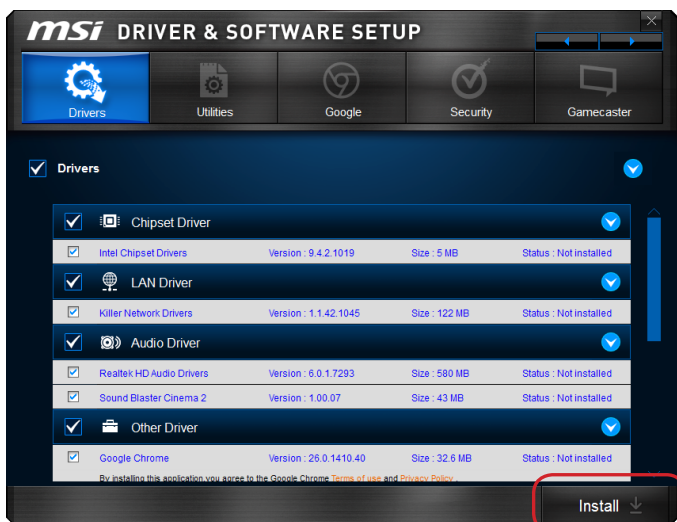 msi DRIVER & SOFTWARE SETUP
Drivers Utilities Google Security Gamecaster
Drivers
Chipset Driver
Intel Chipset Drivers Version : 9.4.2.1019 Size : 5 MB Status : Not installed
LAN Driver
Killer Network Drivers Version : 1.1.42.1045 Size : 122 MB Status : Not installed
Audio Driver
Realtek HD Audio Drivers Version : 6.0.1.7293 Size : 580 MB Status : Not installed
Sound Blaster Cinema 2 Version : 1.00.07 Size : 43 MB Status : Not installed
Other Driver
Google Chrome Version : 26.0.1410.40 Size : 32.6 MB Status : Not installed
By installing this application,you agree to the Google Chrome Terms of use and Privacy Policy .
Install